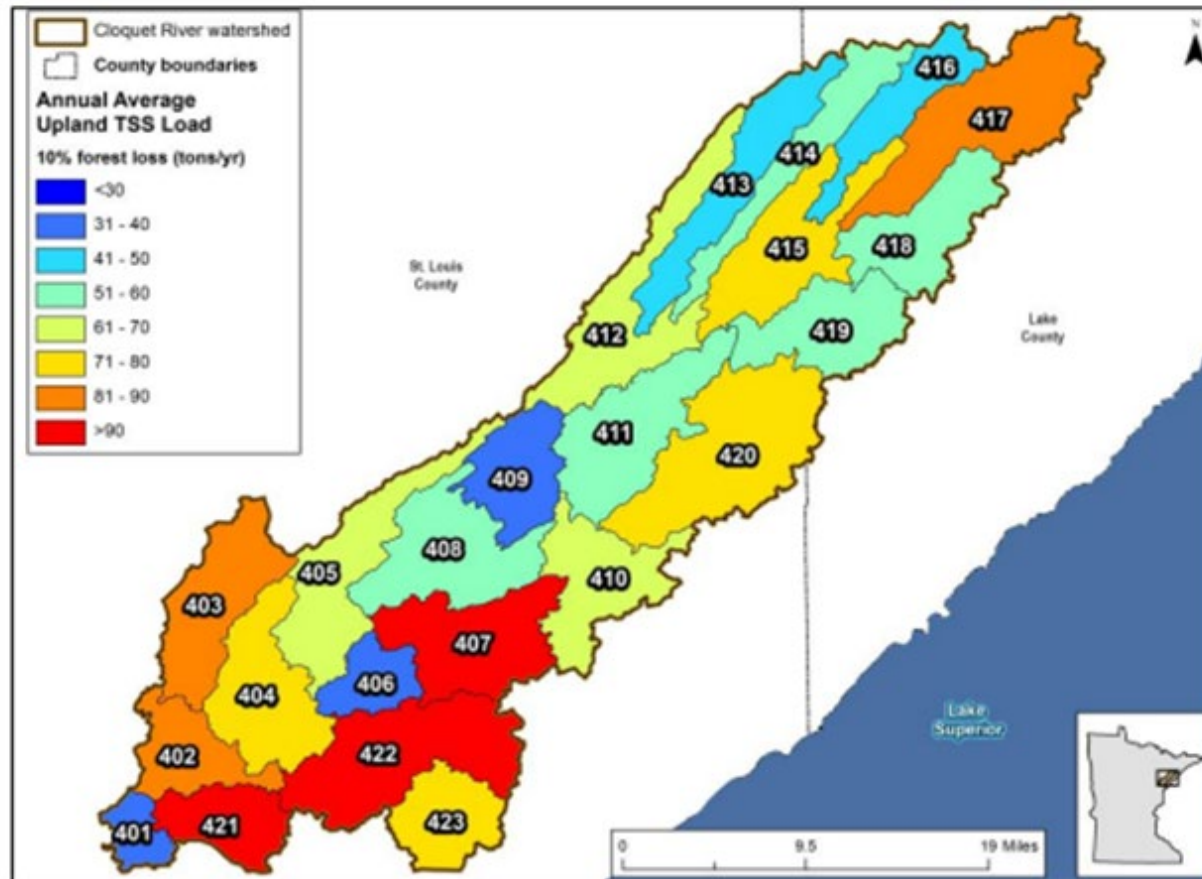 Cloquet River watershed
County boundaries
Annual Average
Upland TSS Load
10% forest loss (tons/yr)
<30
31 - 40
41 - 50
51 - 60
61 - 70
71 - 80
81 - 90
>90
N
416
417
414
413
415
418
St. Louis
County
412
419
Lake
County
411
420
409
408
405
410
403
407
406
404
Lake
Superior
402
422
401
421
423
0
9.5
19 Miles